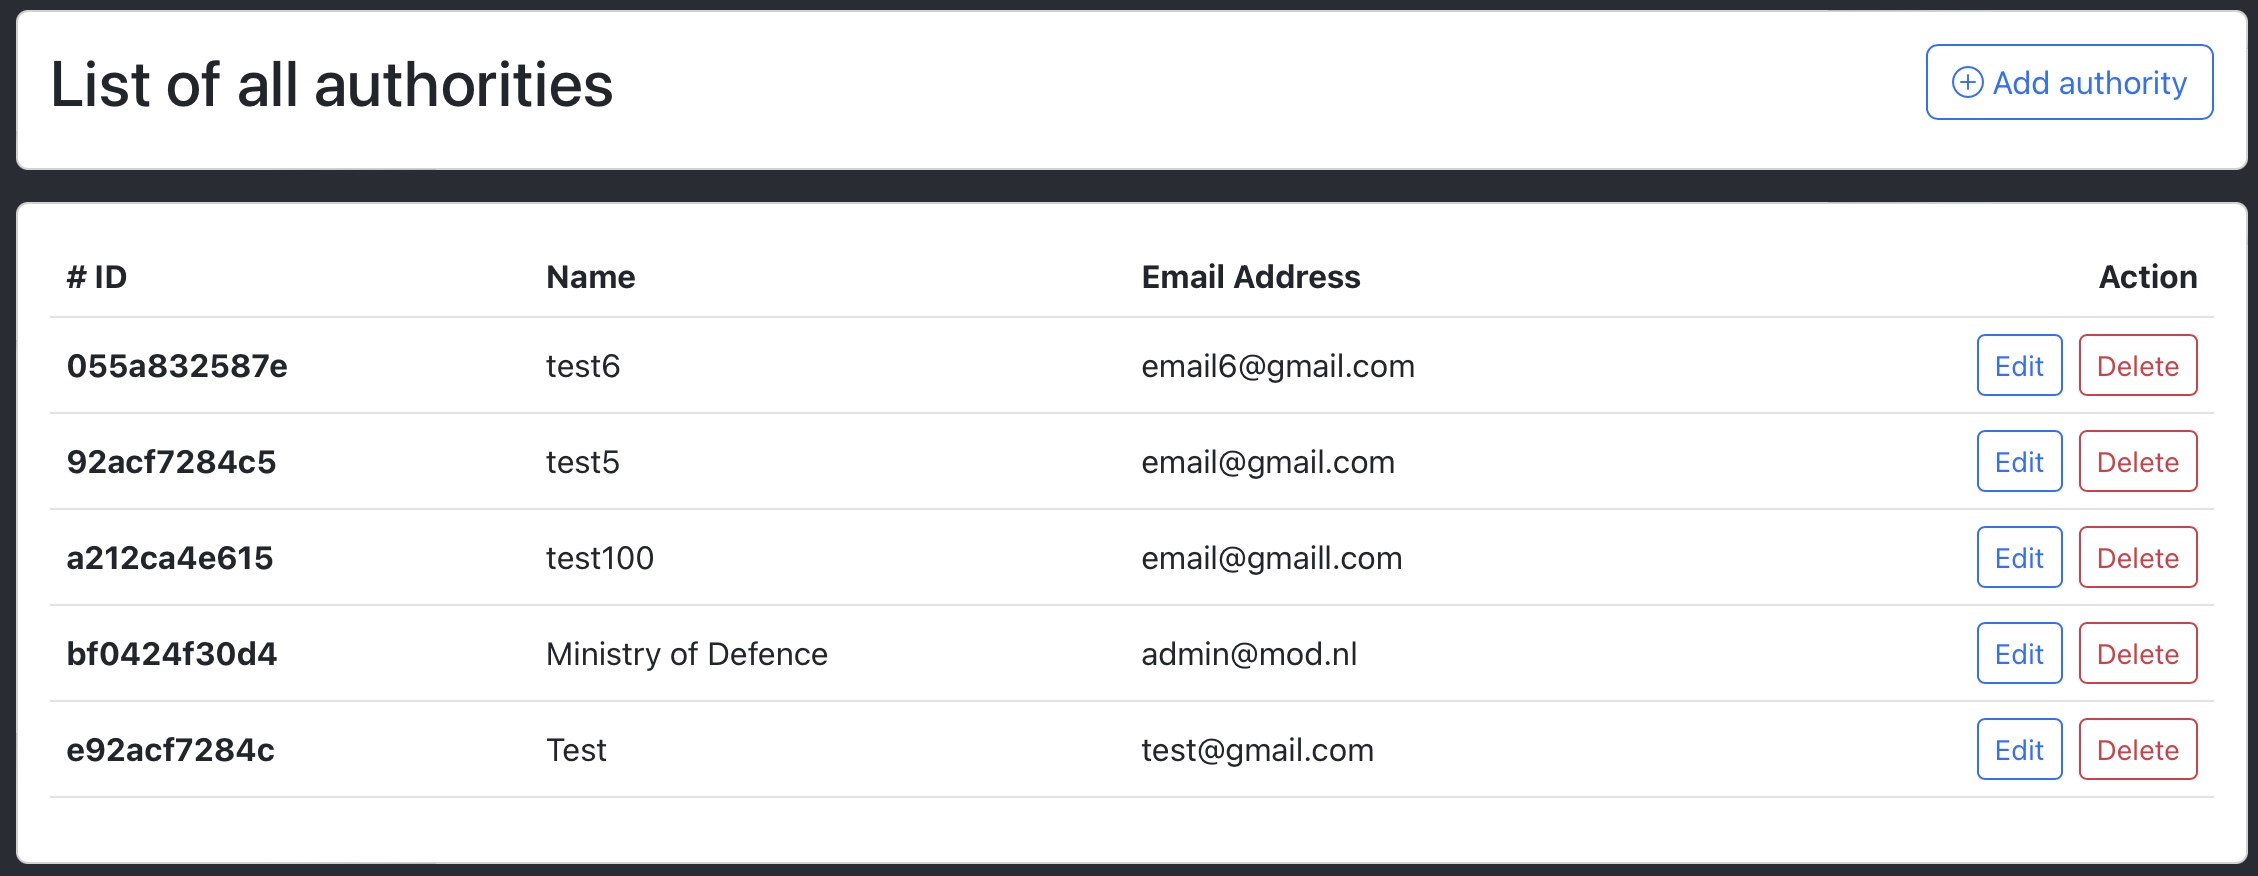 List of all authorities
Add authority
# ID Name Email Address Action
055a832587e test6 email6@gmail.com Edit Delete
92acf7284c5 test5 email@gmail.com Edit Delete
a212ca4e615 test100 email@gmaill.com Edit Delete
bf0424f30d4 Ministry of Defence admin@mod.nl Edit Delete
e92acf7284c Test test@gmail.com Edit Delete